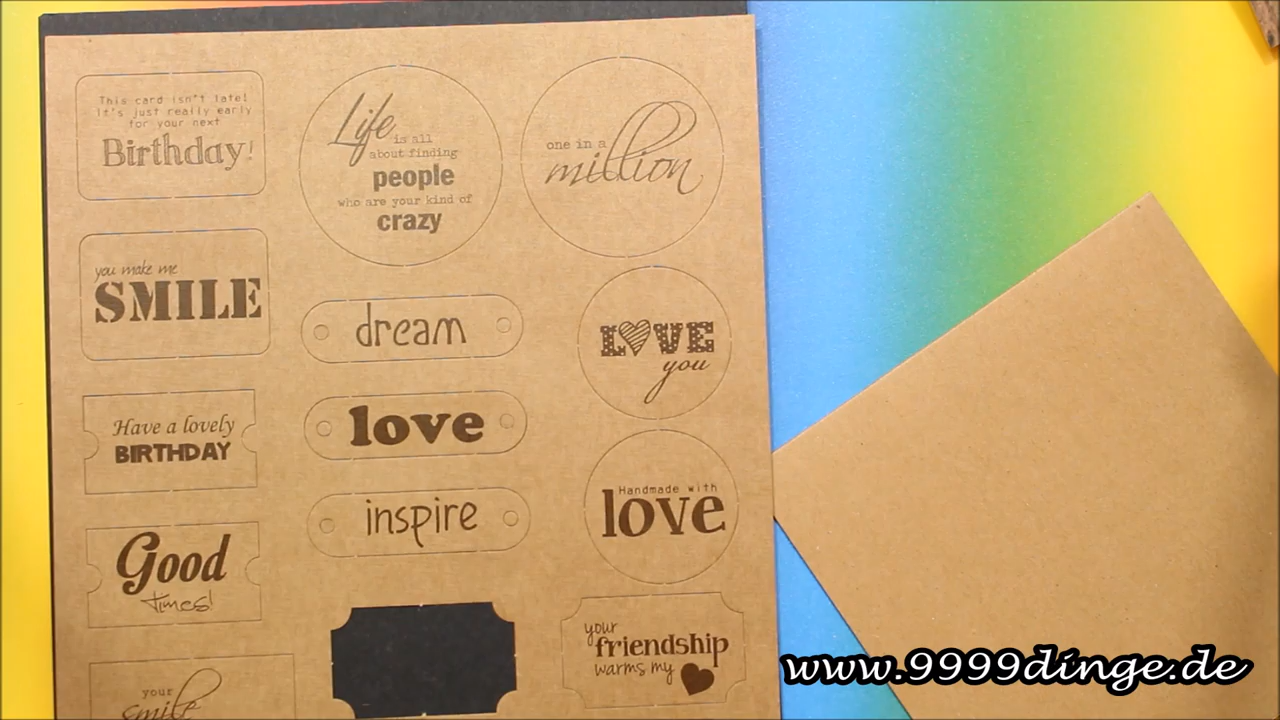 This card isn't late!
it's just really early
for your next
Birthday!
you make me
SMILE
Have a lovely
BIRTHDAY
Good
Times!
your
smile
Life
is all
about finding
people
who are your kind of
crazy
dream
love
inspire
one in a
million
LOVE
you
Handmade with
love
your
friendship
warms my
www.9999dinge.de